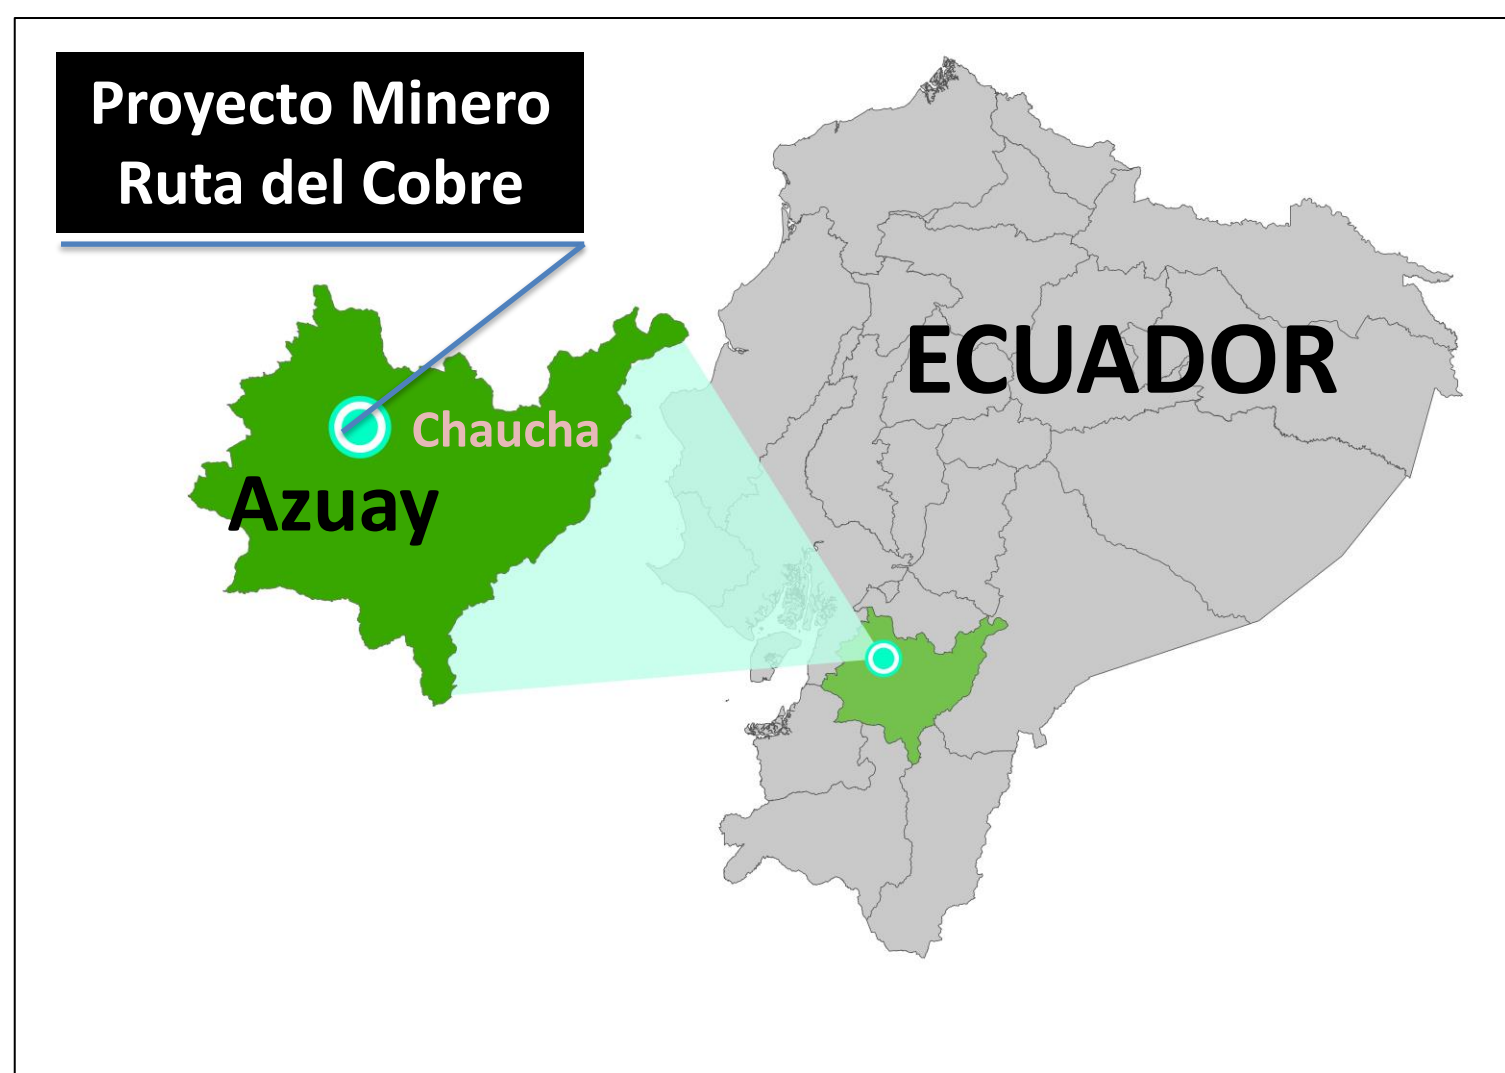 Proyecto Minero
Ruta del Cobre
ECUADOR
Chaucha
Azuay